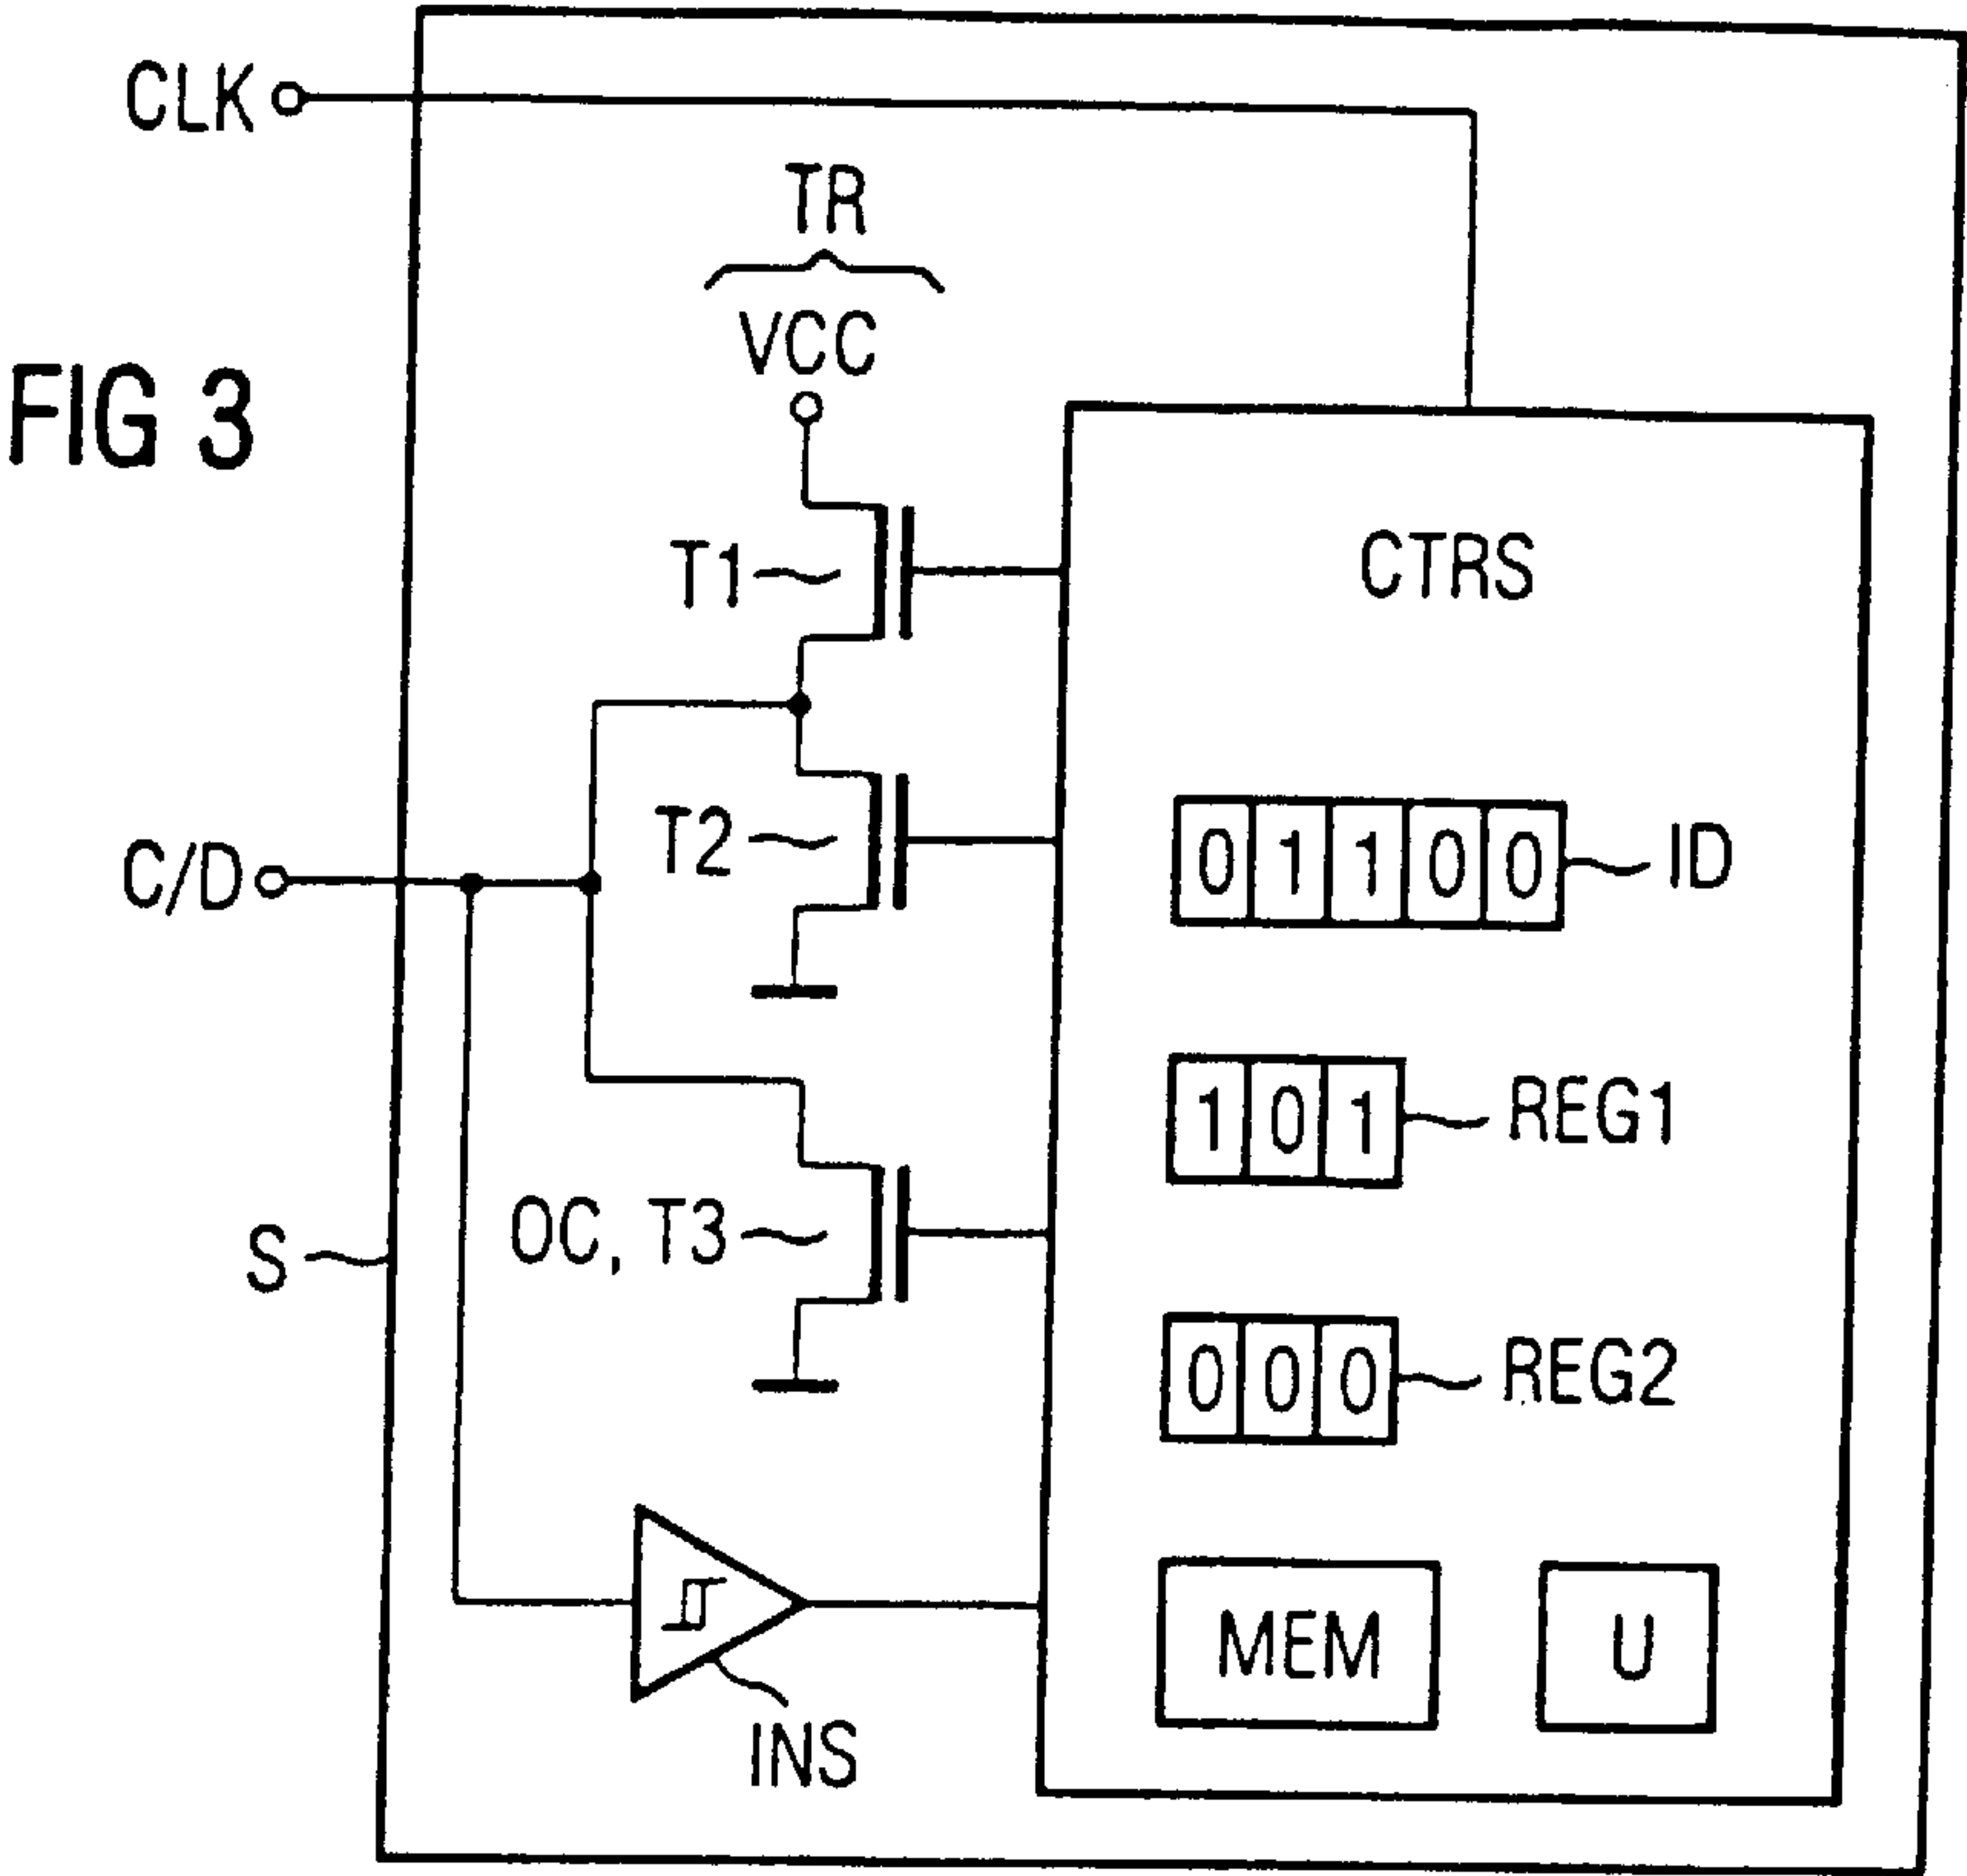 CLK
TR
VCC
FIG 3
T1
CTRS
T2
C/D
0 1 1 0 0
ID
1 0 1
REG1
OC, T3
S
0 0 0
REG2
MEM
U
INS